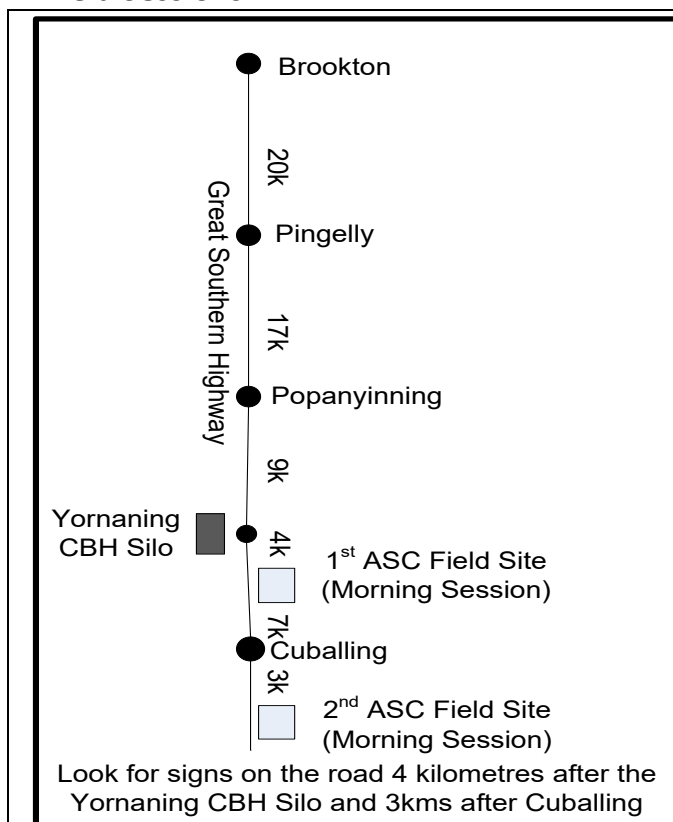 Brookton
20k
Great Southern Highway
Pingelly
17k
Popanyinning
9k
Yornaning
CBH Silo
4k
1st ASC Field Site
(Morning Session)
7k
Cuballing
3k
2nd ASC Field Site
(Morning Session)
Look for signs on the road 4 kilometres after the
Yornaning CBH Silo and 3kms after Cuballing